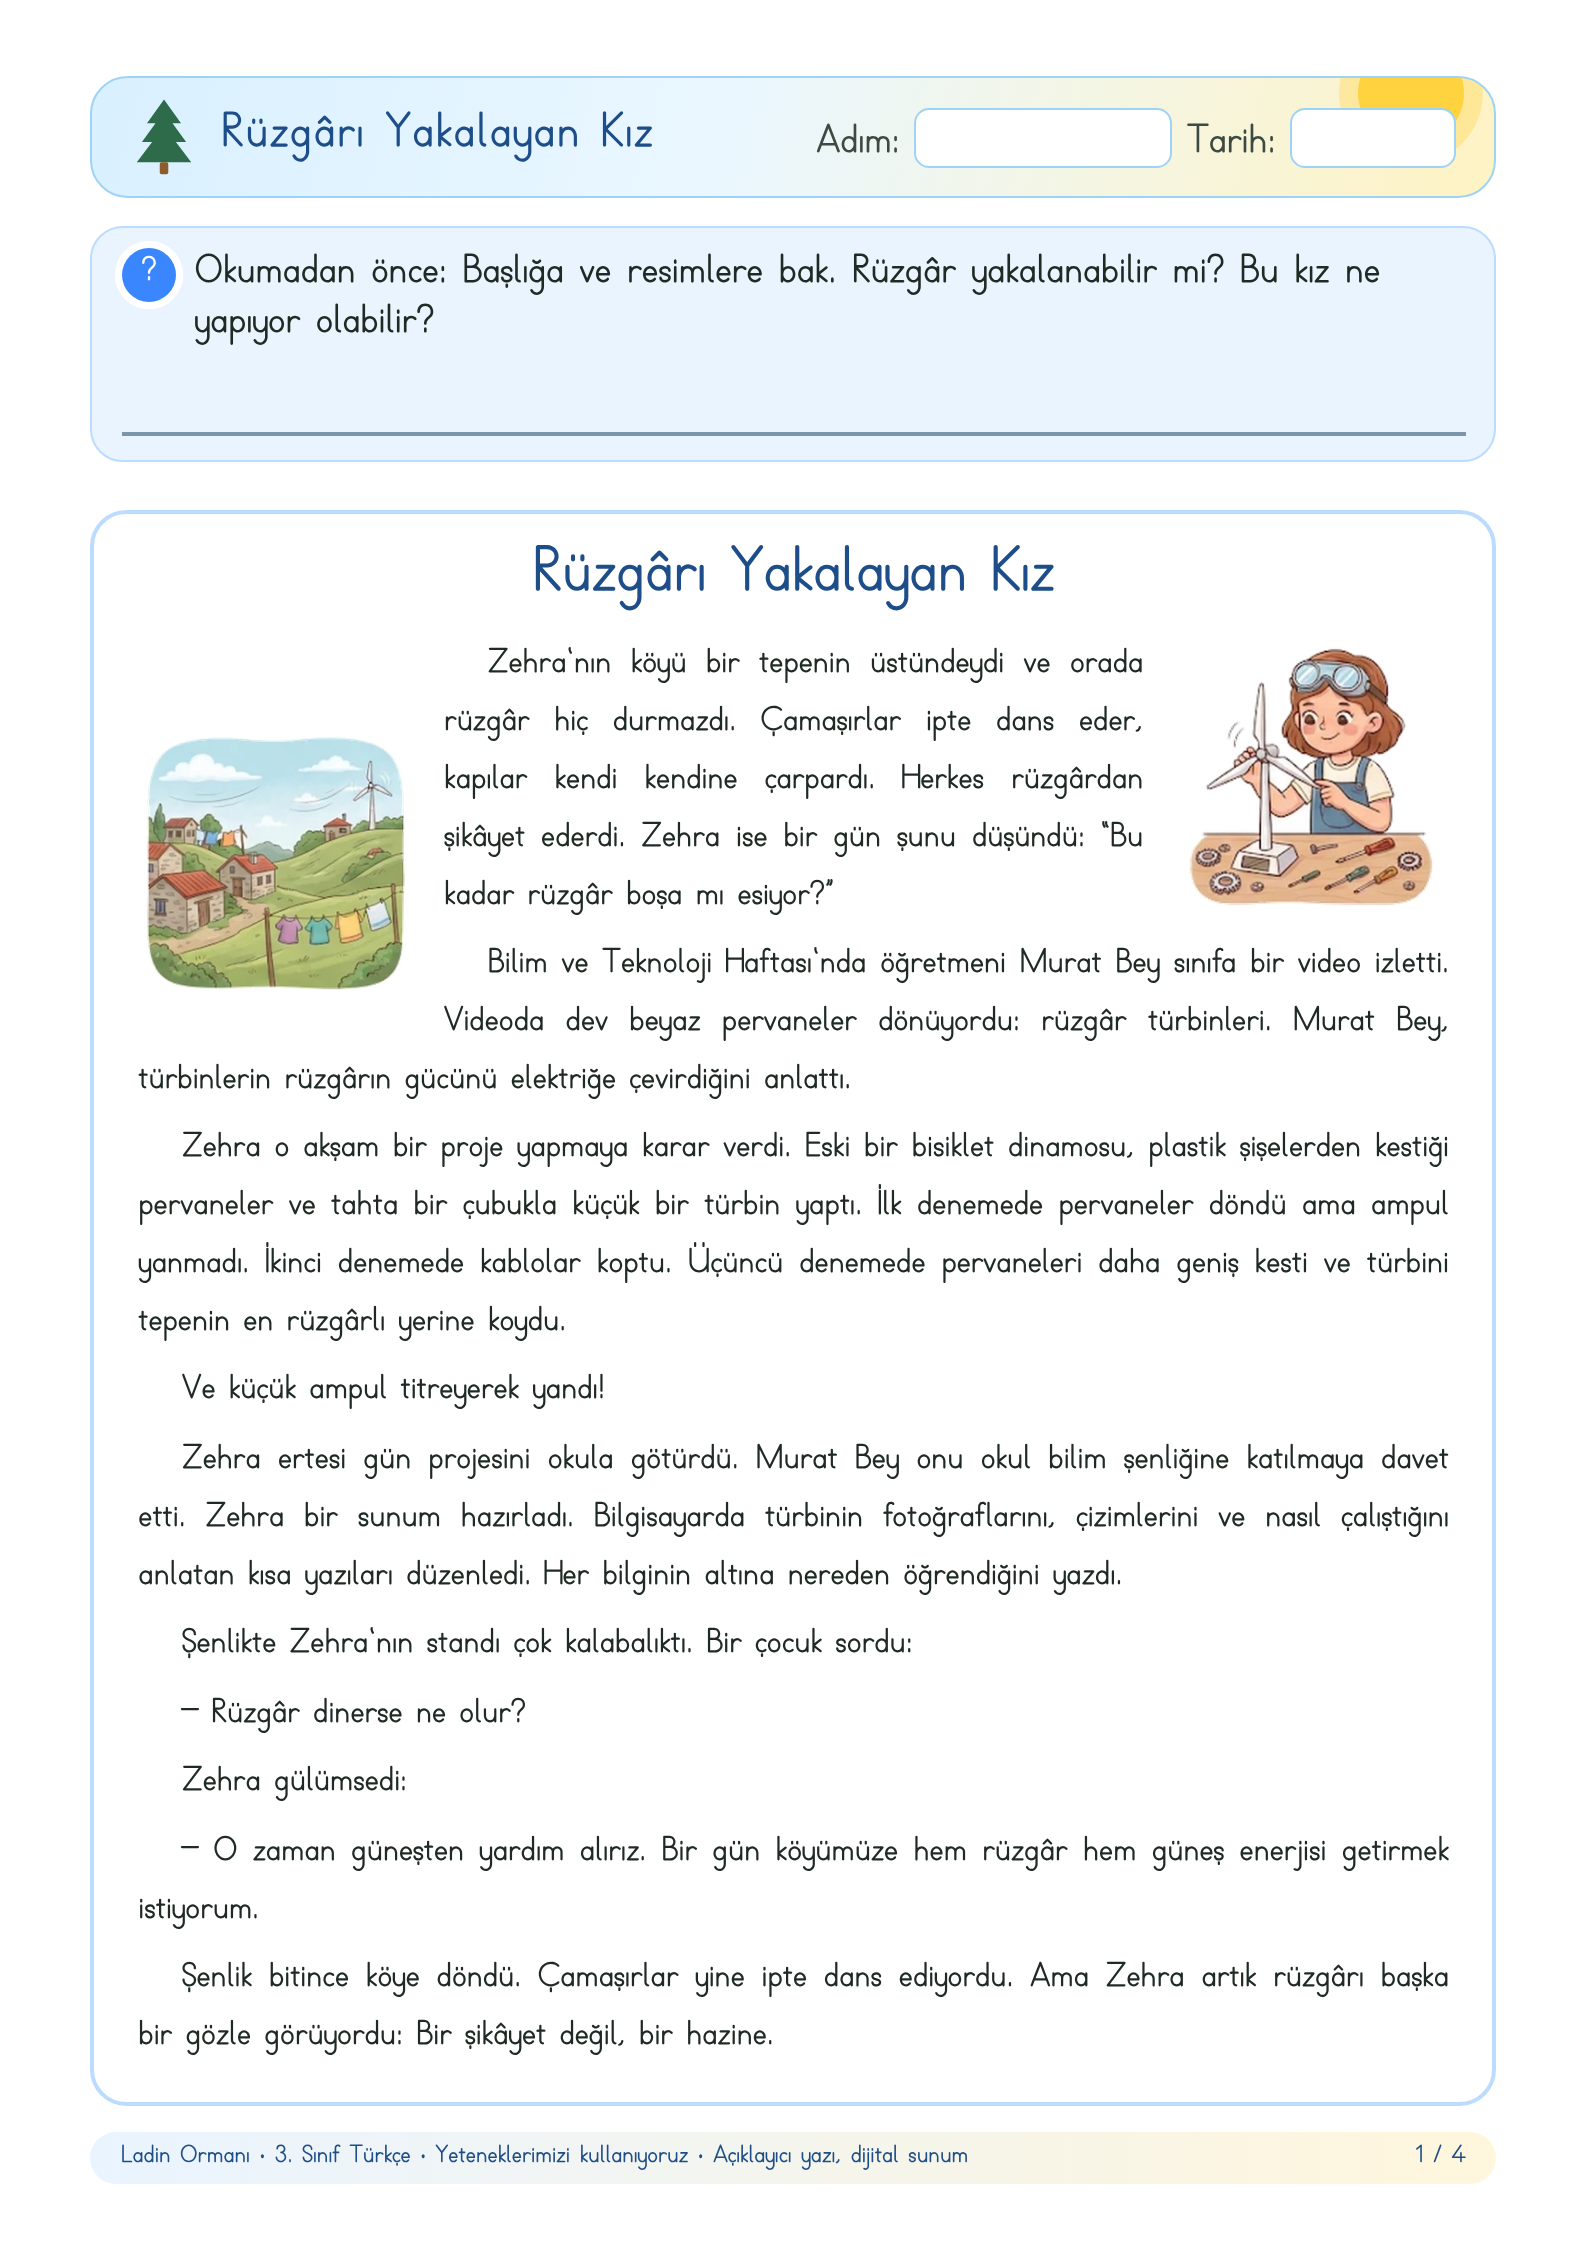 Rüzgârı Yakalayan Kız
Adım:
Tarih:
?
Okumadan önce: Başlığa ve resimlere bak. Rüzgâr yakalanabilir mi? Bu kız ne
yapıyor olabilir?
Rüzgârı Yakalayan Kız
Zehra‘nın köyü bir tepenin üstündeydi ve orada
rüzgâr hiç durmazdı. Çamaşırlar ipte dans eder,
kapılar kendi kendine çarpardı. Herkes rüzgârdan
şikâyet ederdi. Zehra ise bir gün şunu düşündü: “Bu
kadar rüzgâr boşa mı esiyor?”
Bilim ve Teknoloji Haftası‘nda öğretmeni Murat Bey sınıfa bir video izletti.
Videoda dev beyaz pervaneler dönüyordu: rüzgâr türbinleri. Murat Bey,
türbinlerin rüzgârın gücünü elektriğe çevirdiğini anlattı.
Zehra o akşam bir proje yapmaya karar verdi. Eski bir bisiklet dinamosu, plastik şişelerden kestiği
pervaneler ve tahta bir çubukla küçük bir türbin yaptı. İlk denemede pervaneler döndü ama ampul
yanmadı. İkinci denemede kablolar koptu. Üçüncü denemede pervaneleri daha geniş kesti ve türbini
tepenin en rüzgârlı yerine koydu.
Ve küçük ampul titreyerek yandı!
Zehra ertesi gün projesini okula götürdü. Murat Bey onu okul bilim şenliğine katılmaya davet
etti. Zehra bir sunum hazırladı. Bilgisayarda türbinin fotoğraflarını, çizimlerini ve nasıl çalıştığını
anlatan kısa yazıları düzenledi. Her bilginin altına nereden öğrendiğini yazdı.
Şenlikte Zehra‘nın standı çok kalabalıktı. Bir çocuk sordu:
– Rüzgâr dinerse ne olur?
Zehra gülümsedi:
– O zaman güneşten yardım alırız. Bir gün köyümüze hem rüzgâr hem güneş enerjisi getirmek
istiyorum.
Şenlik bitince köye döndü. Çamaşırlar yine ipte dans ediyordu. Ama Zehra artık rüzgârı başka
bir gözle görüyordu: Bir şikâyet değil, bir hazine.
Ladin Ormanı • 3. Sınıf Türkçe • Yeteneklerimizi kullanıyoruz • Açıklayıcı yazı, dijital sunum
1 / 4